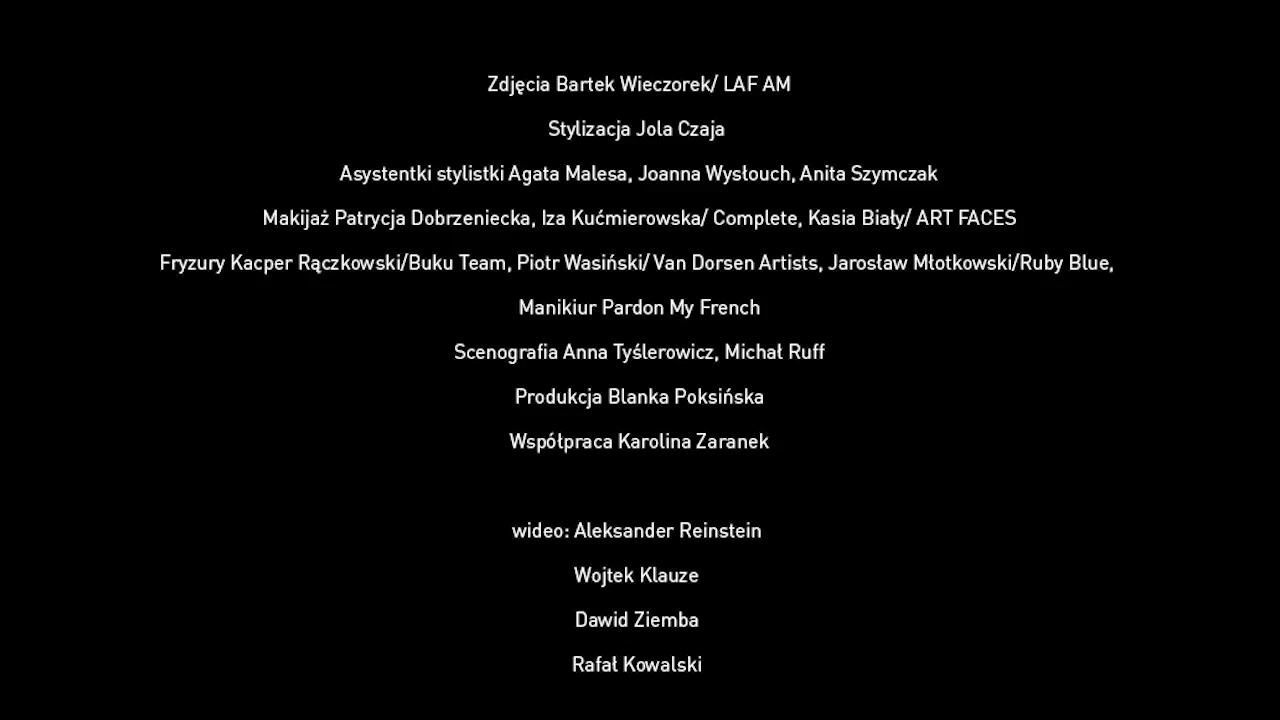 Zdjęcia Bartek Wieczorek/ LAF AM
Stylizacja Jola Czaja
Asystentki stylistki Agata Malesa, Joanna Wysłouch, Anita Szymczak
Makijaż Patrycja Dobrzeniecka, Iza Kućmierowska/ Complete, Kasia Biały/ ART FACES
Fryzury Kacper Rączkowski/Buku Team, Piotr Wasiński/ Van Dorsen Artists, Jarosław Młotkowski/Ruby Blue,
Manikiur Pardon My French
Scenografia Anna Tyślerowicz, Michał Ruff
Produkcja Blanka Poksińska
Współpraca Karolina Zaranek
wideo: Aleksander Reinstein
Wojtek Klauze
Dawid Ziemba
Rafał Kowalski